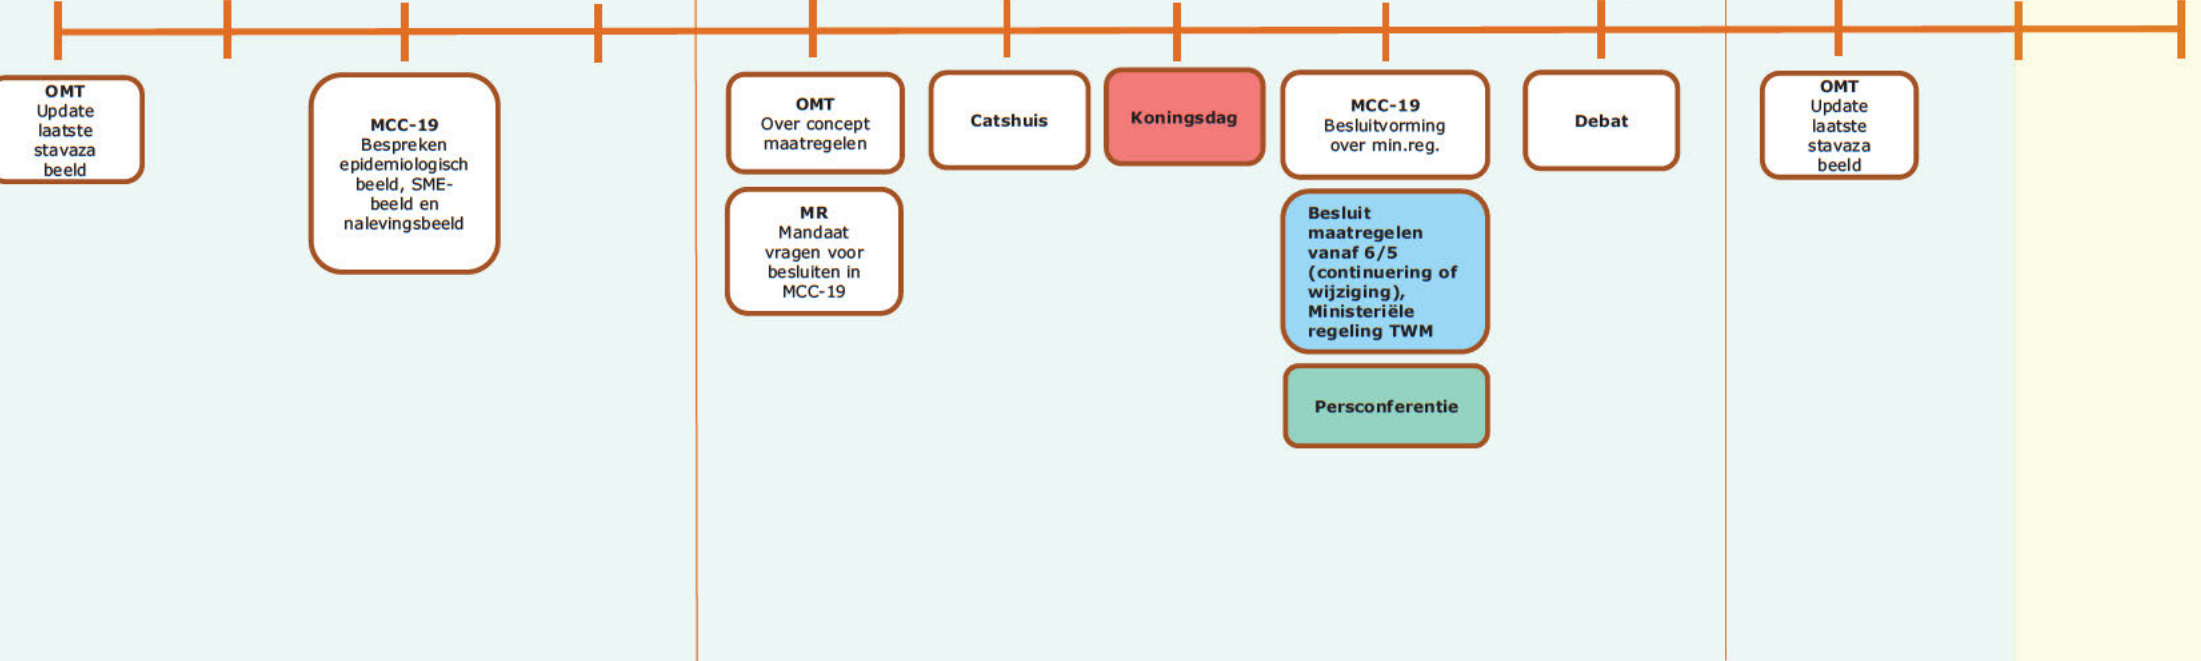 OMT
Update
laatste
stavaza
beeld
MCC-19
Bespreken
epidemiologisch
beeld, SME-
beeld en
nalevingsbeeld
OMT
Over concept
maatregelen
MR
Mandaat
vragen voor
besluiten in
MCC-19
Catshuis
Koningsdag
MCC-19
Besluitvorming
over min.reg.
Besluit
maatregelen
vanaf 6/5
(continuering of
wijziging),
Ministeriële
regeling TWM
Persconferentie
Debat
OMT
Update
laatste
stavaza
beeld